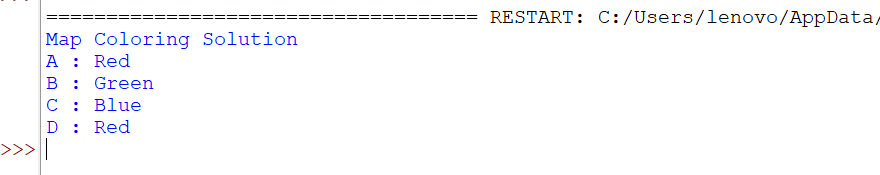 >>>
==================================== RESTART: C:/Users/lenovo/AppData/
Map Coloring Solution
A : Red
B : Green
C : Blue
D : Red
>>>